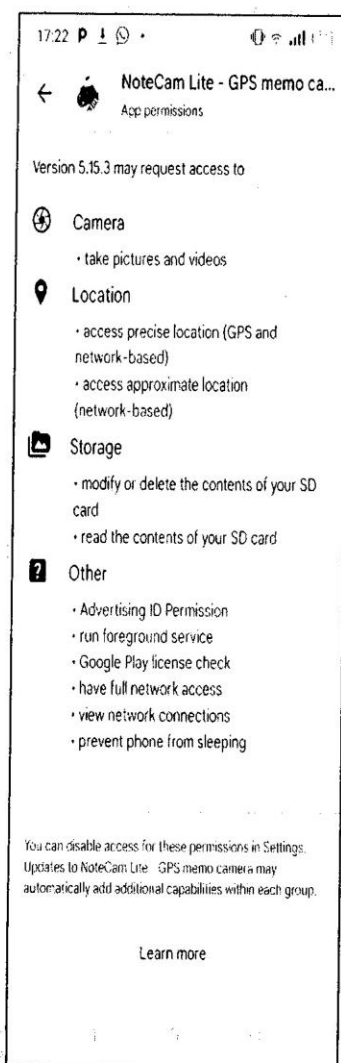 17:22 P
NoteCam Lite - GPS memo ca...
App permissions
Version 5.15.3 may request access to
Camera
• take pictures and videos
Location
• access precise location (GPS and
network-based)
• access approximate location
(network-based)
Storage
• modify or delete the contents of your SD
card
• read the contents of your SD card
Other
• Advertising ID Permission
• run foreground service
• Google Play license check
• have full network access
• view network connections
• prevent phone from sleeping
You can disable access for these permissions in Settings.
Updates to NoteCam Lite GPS memo camera may
automatically add additional capabilities within each group.
Learn more